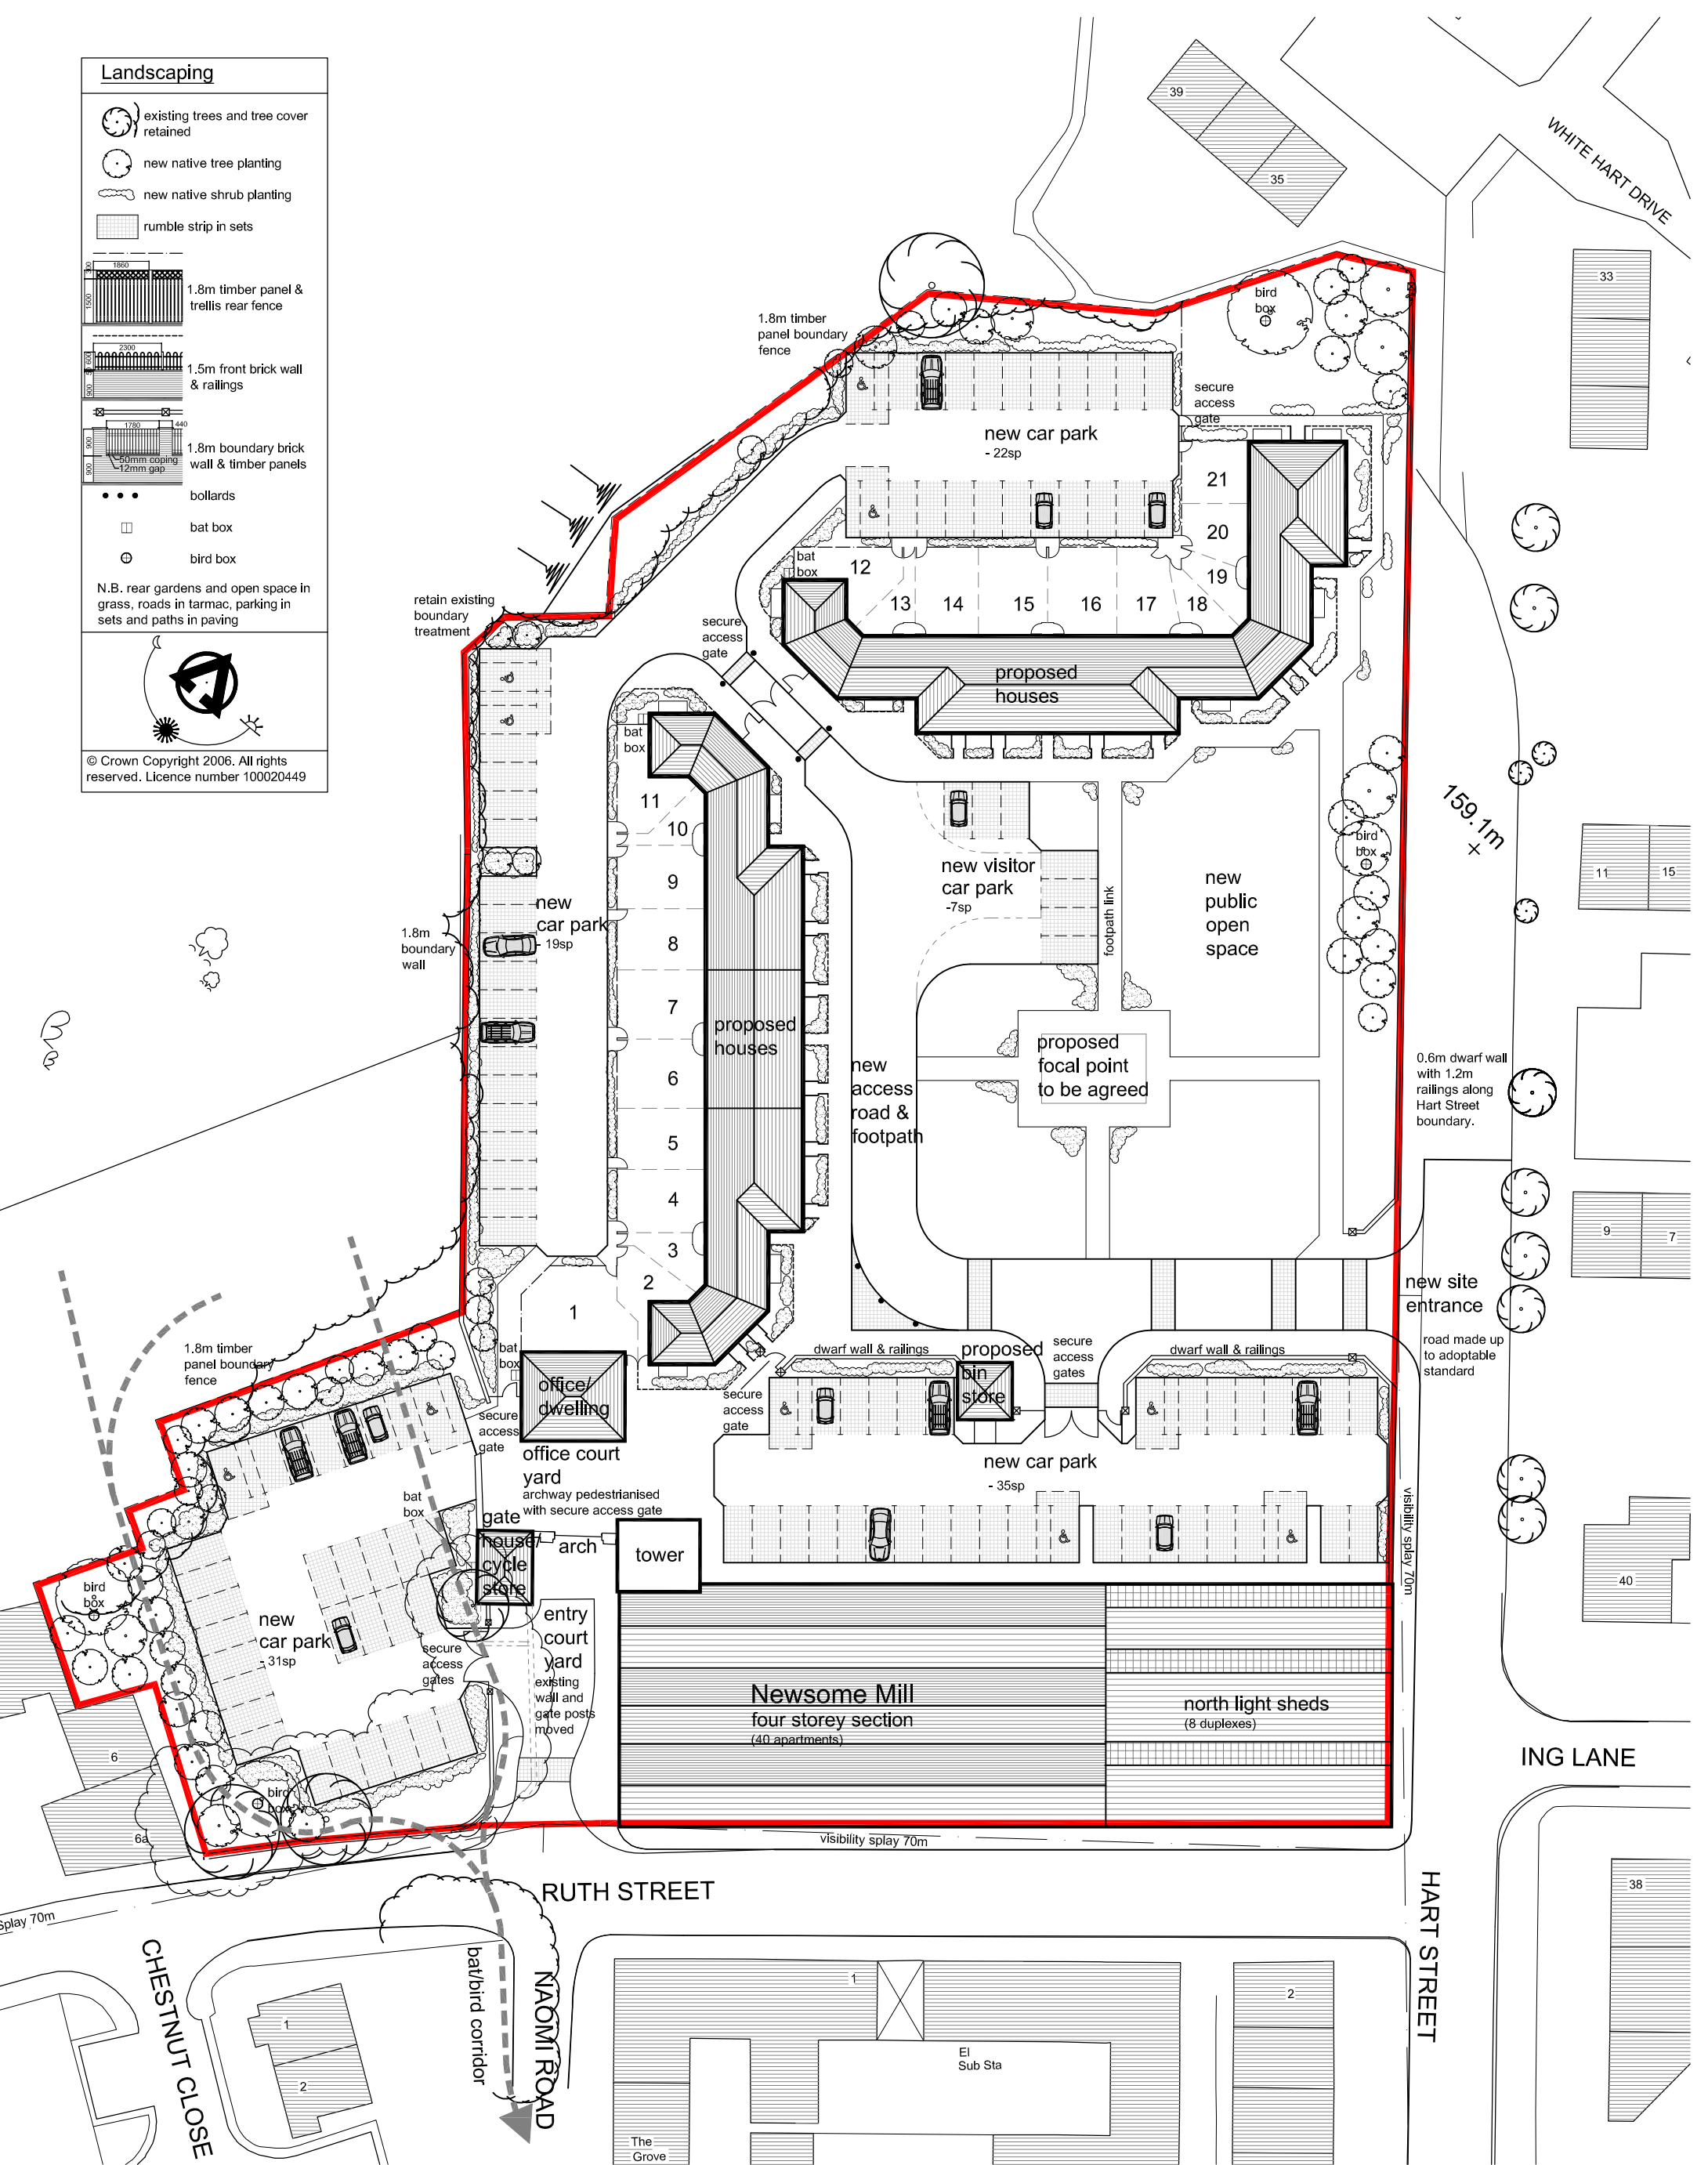 Landscaping
existing trees and tree cover
retained
new native tree planting
new native shrub planting
rumble strip in sets
300
1860
1500
1.8m timber panel &
trellis rear fence
2300
600
900
1.5m front brick wall
& railings
1780
440
900
900
50mm coping
12mm gap
1.8m boundary brick
wall & timber panels
bollards
bat box
bird box
N.B. rear gardens and open space in
grass, roads in tarmac, parking in
sets and paths in paving
© Crown Copyright 2006. All rights
reserved. Licence number 100020449
39
35
WHITE HART DRIVE
33
bird
box
1.8m timber
panel boundary
fence
secure
access
gate
new car park
- 22sp
21
20
19
bat
box
12
13
14
15
16
17
18
retain existing
boundary
treatment
secure
access
gate
proposed
houses
bat
box
11
10
9
8
7
6
5
4
3
2
1
new
car park
- 19sp
1.8m
boundary
wall
proposed
houses
new visitor
car park
-7sp
footpath link
new
public
open
space
bird
box
159.1m
11
15
new
access
road &
footpath
proposed
focal point
to be agreed
0.6m dwarf wall
with 1.2m
railings along
Hart Street
boundary.
9
7
new site
entrance
road made up
to adoptable
standard
1.8m timber
panel boundary
fence
bat
box
office/
dwelling
secure
access
gate
office court
yard
archway pedestrianised
with secure access gate
dwarf wall & railings
proposed
bin
store
secure
access
gates
dwarf wall & railings
secure
access
gate
new car park
- 35sp
visibility splay 70m
bat
box
gate
house/
cycle
store
arch
tower
40
bird
box
new
car park
- 31sp
secure
access
gates
entry
court
yard
existing
wall and
gate posts
moved
Newsome Mill
four storey section
(40 apartments)
north light sheds
(8 duplexes)
ING LANE
6
6a
bird
box
visibility splay 70m
RUTH STREET
Splay 70m
HART STREET
38
CHESTNUT CLOSE
bat/bird corridor
NAOMI ROAD
1
2
1
2
El
Sub Sta
The
Grove